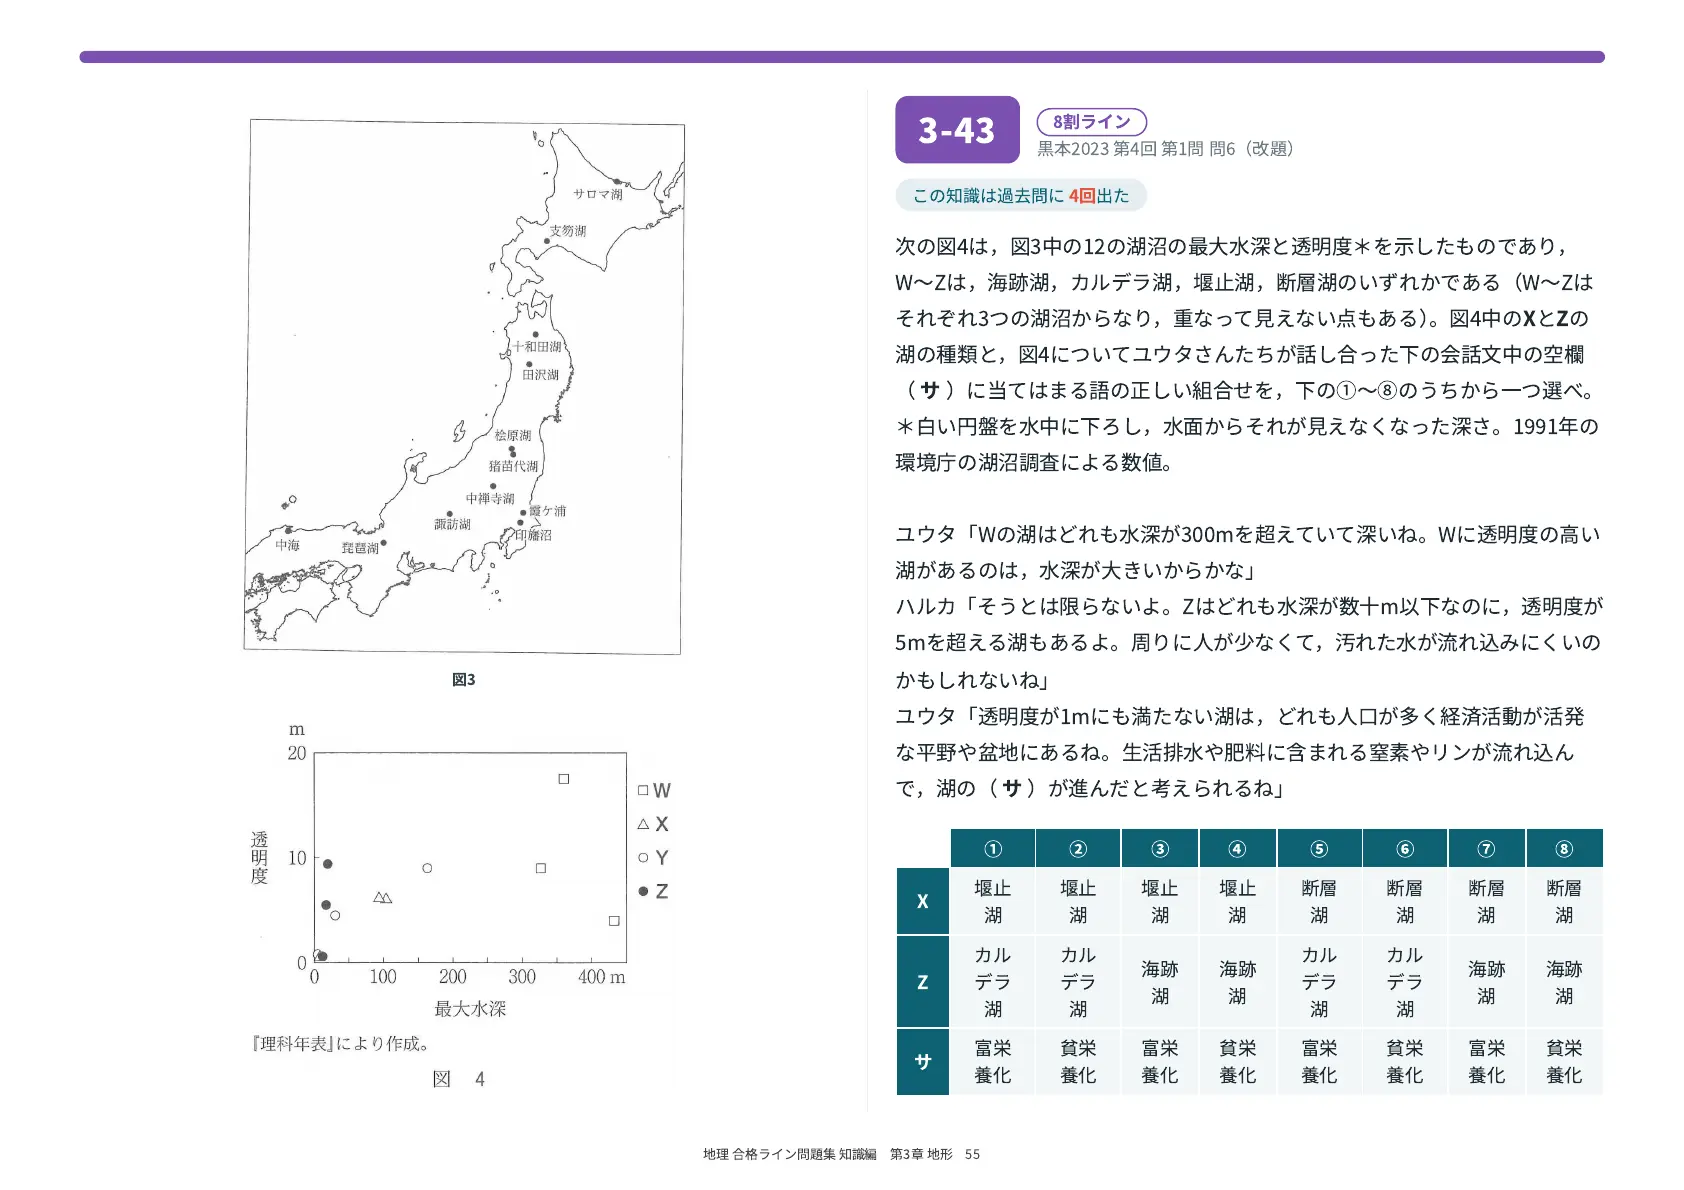 サロマ湖
支笏湖
十和田湖
田沢湖
桧原湖
猪苗代湖
中禅寺湖
霞ケ浦
諏訪湖
印旛沼
中海
琵琶湖
図3
m
20
10
0
透明度
0 100 200 300 400 m
最大水深
W
X
Y
Z
『理科年表』により作成。
図 4
3-43
8割ライン
黒本2023 第4回 第1問 問6（改題）
この知識は過去問に 4回出た
次の図4は，図3中の12の湖沼の最大水深と透明度＊を示したものであり，
W〜Zは，海跡湖，カルデラ湖，堰止湖，断層湖のいずれかである（W〜Zは
それぞれ3つの湖沼からなり，重なって見えない点もある）。図4中のXとZの
湖の種類と，図4についてユウタさんたちが話し合った下の会話文中の空欄
（ サ ）に当てはまる語の正しい組合せを，下の①〜⑧のうちから一つ選べ。
＊白い円盤を水中に下ろし，水面からそれが見えなくなった深さ。1991年の
環境庁の湖沼調査による数値。
ユウタ「Wの湖はどれも水深が300mを超えていて深いね。Wに透明度の高い
湖があるのは，水深が大きいからかな」
ハルカ「そうとは限らないよ。Zはどれも水深が数十m以下なのに，透明度が
5mを超える湖もあるよ。周りに人が少なくて，汚れた水が流れ込みにくいの
かもしれないね」
ユウタ「透明度が1mにも満たない湖は，どれも人口が多く経済活動が活発
な平野や盆地にあるね。生活排水や肥料に含まれる窒素やリンが流れ込ん
で，湖の（ サ ）が進んだと考えられるね」
① ② ③ ④ ⑤ ⑥ ⑦ ⑧
X 堰止湖 堰止湖 堰止湖 堰止湖 断層湖 断層湖 断層湖 断層湖
Z カルデラ湖 カルデラ湖 海跡湖 海跡湖 カルデラ湖 カルデラ湖 海跡湖 海跡湖
サ 富栄養化 貧栄養化 富栄養化 貧栄養化 富栄養化 貧栄養化 富栄養化 貧栄養化
地理 合格ライン問題集 知識編 第3章 地形 55